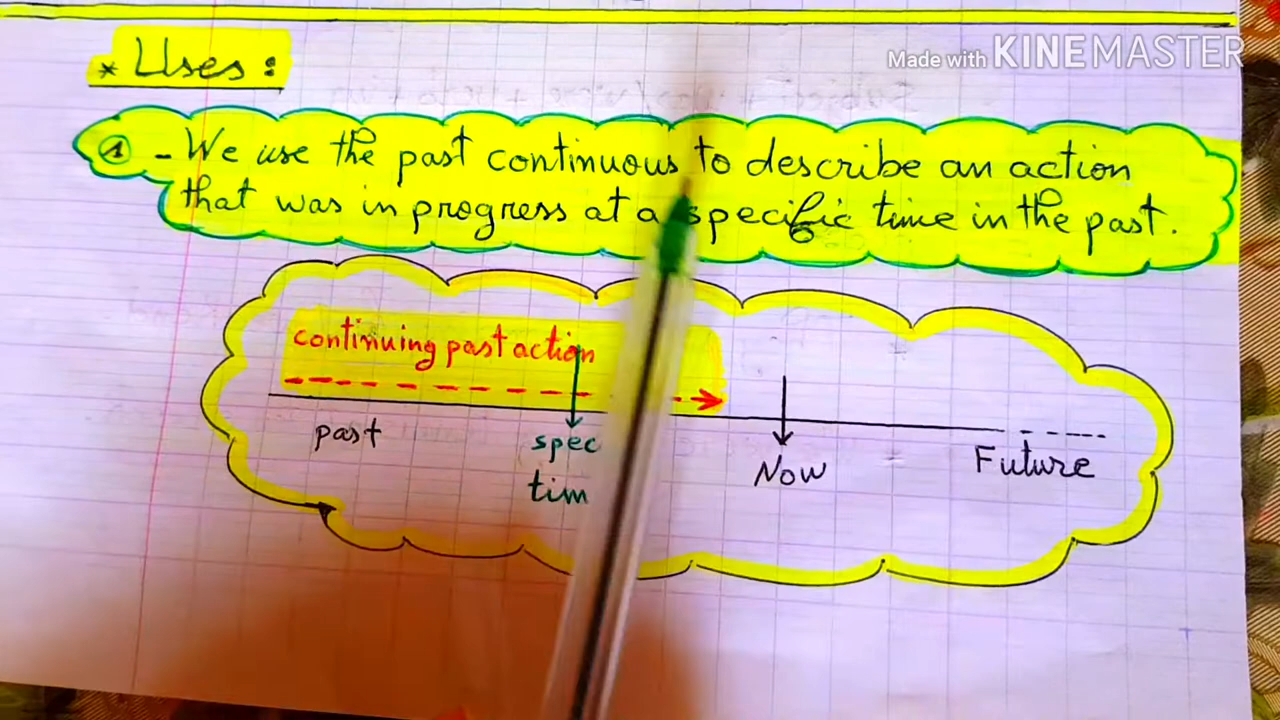 Made with KINEMASTER
* Uses:
1 - We use the past continuous to describe an action
that was in progress at a specific time in the past.
continuing past action
past
spec
tim
Now
Future